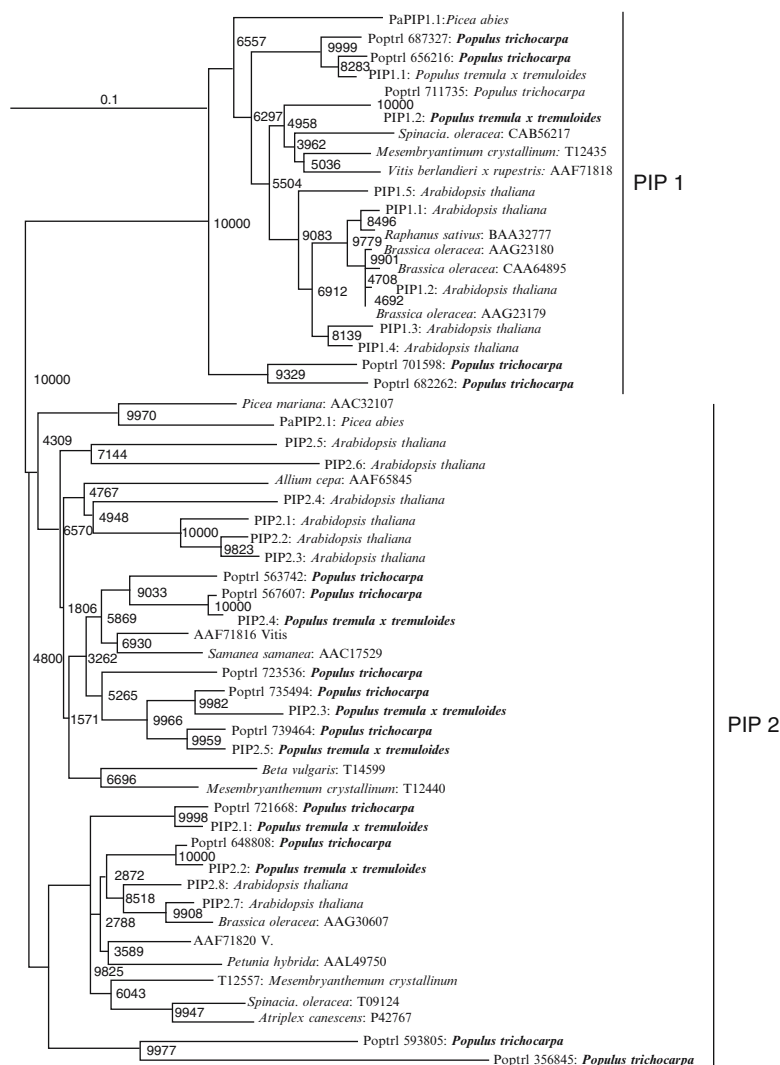 PaPIP1.1: Picea abies
6557
Poptrl 687327: Populus trichocarpa
9999
Poptrl 656216: Populus trichocarpa
8283
PIP1.1: Populus tremula x tremuloides
Poptrl 711735: Populus trichocarpa
0.1
10000
6297
4958
PIP1.2: Populus tremula x tremuloides
Spinacia. oleracea: CAB56217
3962
Mesembryantimum crystallinum: T12435
5036
Vitis berlandieri x rupestris: AAF71818
PIP 1
5504
PIP1.5: Arabidopsis thaliana
PIP1.1: Arabidopsis thaliana
10000
8496
9083
Raphanus sativus: BAA32777
9779
Brassica oleracea: AAG23180
9901
Brassica oleracea: CAA64895
4708
6912
PIP1.2: Arabidopsis thaliana
4692
Brassica oleracea: AAG23179
PIP1.3: Arabidopsis thaliana
8139
PIP1.4: Arabidopsis thaliana
Poptrl 701598: Populus trichocarpa
9329
10000
Poptrl 682262: Populus trichocarpa
Picea mariana: AAC32107
9970
PaPIP2.1: Picea abies
4309
PIP2.5: Arabidopsis thaliana
7144
PIP2.6: Arabidopsis thaliana
Allium cepa: AAF65845
4767
PIP2.4: Arabidopsis thaliana
4948
PIP2.1: Arabidopsis thaliana
6570
10000
PIP2.2: Arabidopsis thaliana
9823
PIP2.3: Arabidopsis thaliana
Poptrl 563742: Populus trichocarpa
9033
Poptrl 567607: Populus trichocarpa
1806
10000
5869
PIP2.4: Populus tremula x tremuloides
AAF71816 Vitis
6930
4800
3262
Samanea samanea: AAC17529
Poptrl 723536: Populus trichocarpa
5265
Poptrl 735494: Populus trichocarpa
9982
PIP2.3: Populus tremula x tremuloides
1571
9966
PIP 2
Poptrl 739464: Populus trichocarpa
9959
PIP2.5: Populus tremula x tremuloides
Beta vulgaris: T14599
6696
Mesembryanthemum crystallinum: T12440
Poptrl 721668: Populus trichocarpa
9998
PIP2.1: Populus tremula x tremuloides
Poptrl 648808: Populus trichocarpa
10000
PIP2.2: Populus tremula x tremuloides
2872
PIP2.8: Arabidopsis thaliana
8518
PIP2.7: Arabidopsis thaliana
9908
2788
Brassica oleracea: AAG30607
AAF71820 V.
3589
Petunia hybrida: AAL49750
9825
T12557: Mesembryanthemum crystallinum
6043
Spinacia. oleracea: T09124
9947
Atriplex canescens: P42767
Poptrl 593805: Populus trichocarpa
9977
Poptrl 356845: Populus trichocarpa